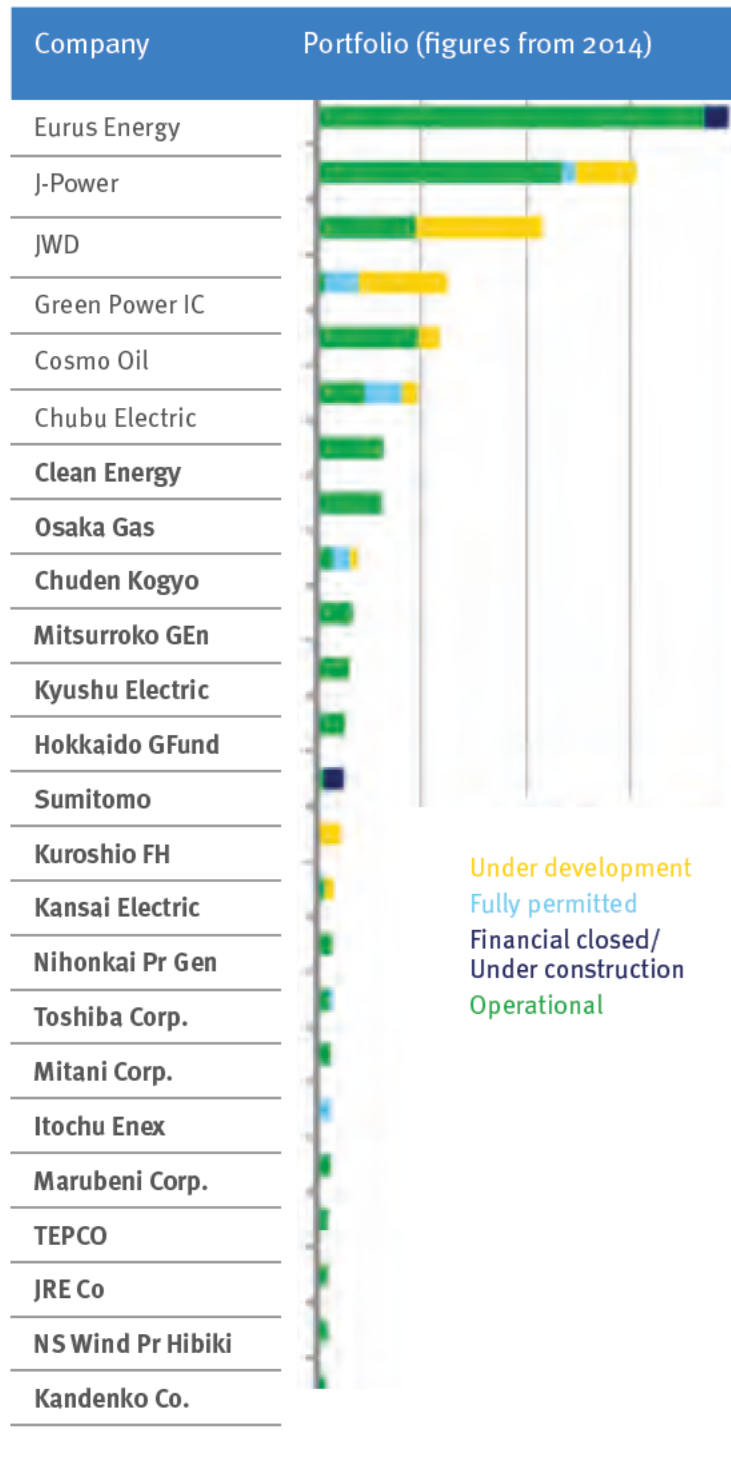 Company Portfolio (figures from 2014)
Eurus Energy
J-Power
JWD
Green Power IC
Cosmo Oil
Chubu Electric
Clean Energy
Osaka Gas
Chuden Kogyo
Mitsurroko GEn
Kyushu Electric
Hokkaido GFund
Sumitomo
Kuroshio FH
Kansai Electric
Nihonkai Pr Gen
Toshiba Corp.
Mitani Corp.
Itochu Enex
Marubeni Corp.
TEPCO
JRE Co
NS Wind Pr Hibiki
Kandenko Co.
Under development
Fully permitted
Financial closed/
Under construction
Operational